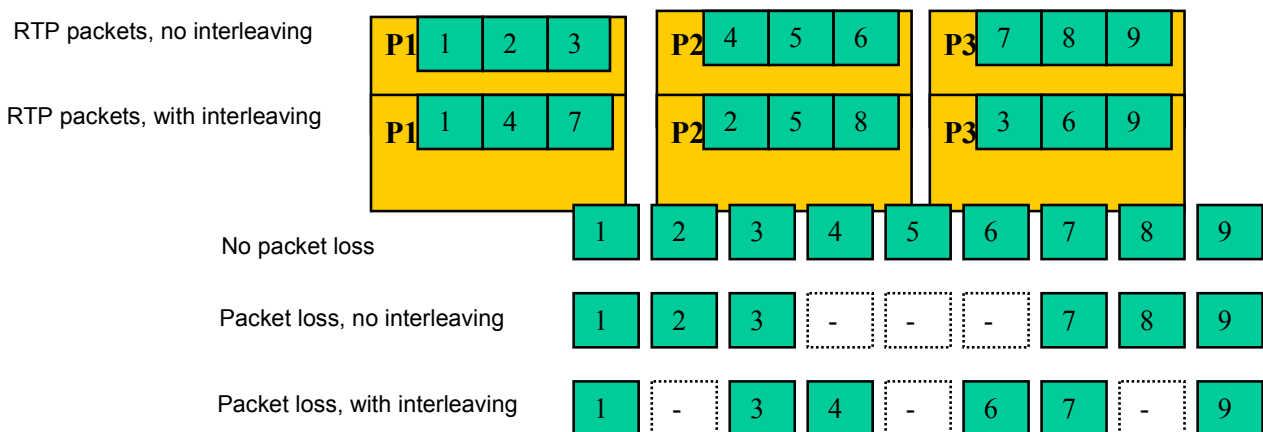 RTP packets, no interleaving P1 1 2 3 P2 4 5 6 P3 7 8 9
RTP packets, with interleaving P1 1 4 7 P2 2 5 8 P3 3 6 9
No packet loss 1 2 3 4 5 6 7 8 9
Packet loss, no interleaving 1 2 3 - - - 7 8 9
Packet loss, with interleaving 1 - 3 4 - 6 7 - 9